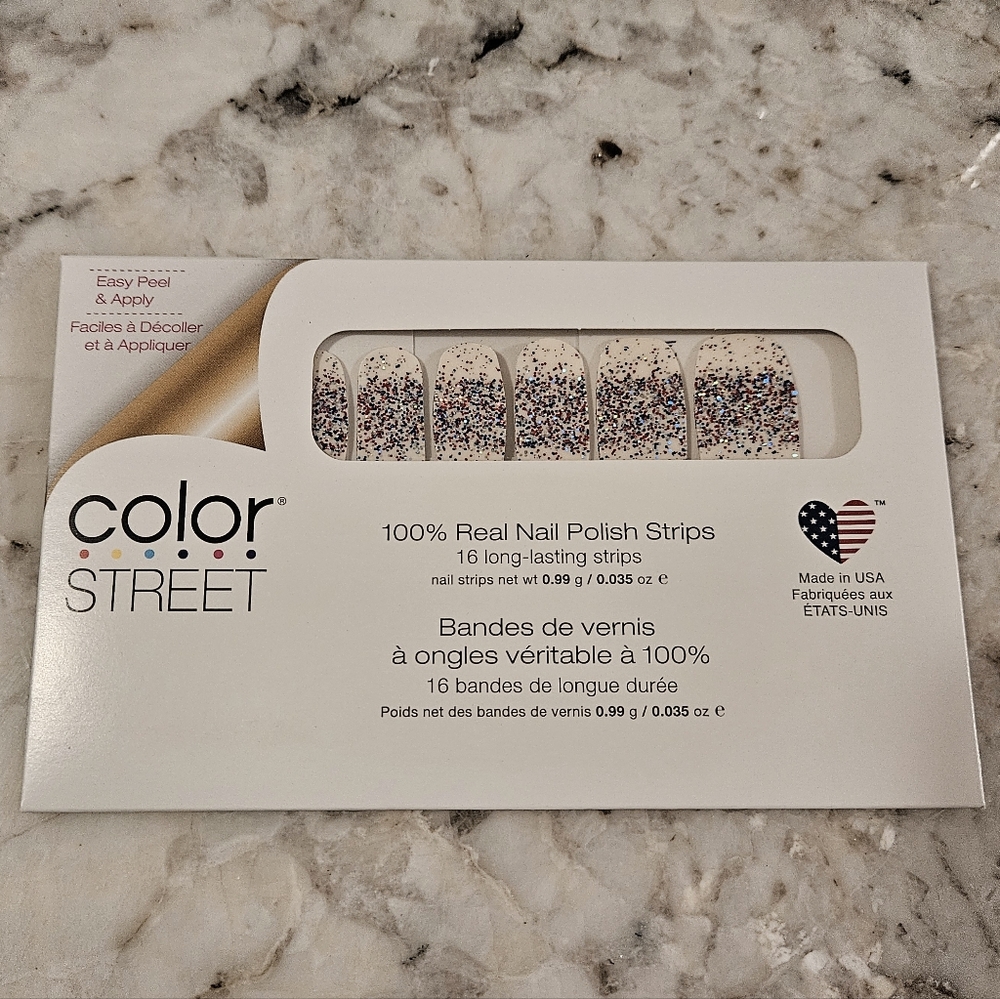 Easy Peel
& Apply
Faciles à Décoller
et à Appliquer
color®
STREET
100% Real Nail Polish Strips
16 long-lasting strips
nail strips net wt 0.99 g / 0.035 oz ℮
Bandes de vernis
à ongles véritable à 100%
16 bandes de longue durée
Poids net des bandes de vernis 0.99 g / 0.035 oz ℮
™
Made in USA
Fabriquées aux
ÉTATS-UNIS